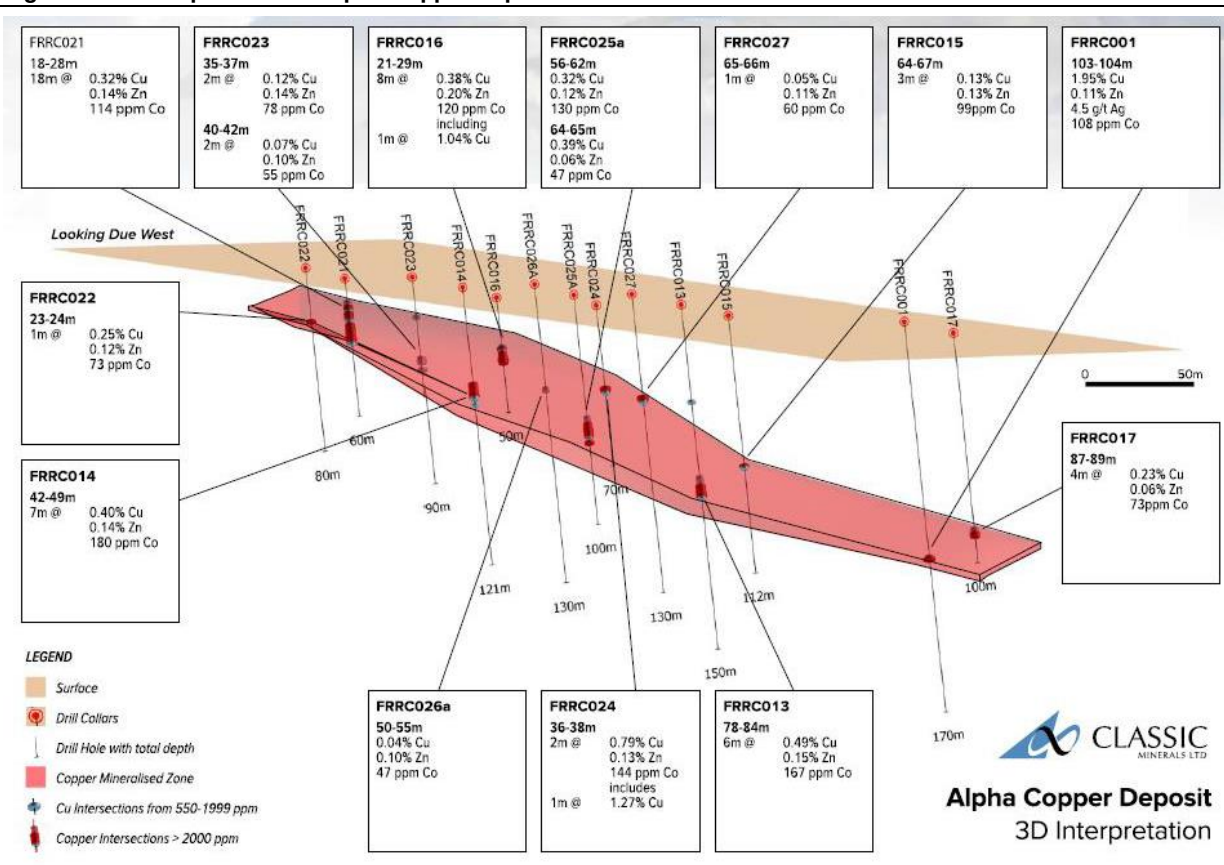 FRRC021
18-28m
18m @ 0.32% Cu
0.14% Zn
114 ppm Co
FRRC023
35-37m
2m @ 0.12% Cu
0.14% Zn
78 ppm Co
40-42m
2m @ 0.07% Cu
0.10% Zn
55 ppm Co
FRRC016
21-29m
8m @ 0.38% Cu
0.20% Zn
120 ppm Co
including
1m @ 1.04% Cu
FRRC025a
56-62m
0.32% Cu
0.12% Zn
130 ppm Co
64-65m
0.39% Cu
0.06% Zn
47 ppm Co
FRRC027
65-66m
1m @ 0.05% Cu
0.11% Zn
60 ppm Co
FRRC015
64-67m
3m @ 0.13% Cu
0.13% Zn
99ppm Co
FRRC001
103-104m
1.95% Cu
0.11% Zn
4.5 g/t Ag
108 ppm Co
Looking Due West
FRRC022
FRRC021
FRRC023
FRRC014
FRRC016
FRRC026A
FRRC025A
FRRC024
FRRC027
FRRC013
FRRC015
FRRC001
FRRC017
0 50m
FRRC022
23-24m
1m @ 0.25% Cu
0.12% Zn
73 ppm Co
FRRC014
42-49m
7m @ 0.40% Cu
0.14% Zn
180 ppm Co
FRRC017
87-89m
4m @ 0.23% Cu
0.06% Zn
73ppm Co
80m
60m
90m
121m
50m
130m
100m
70m
130m
150m
112m
170m
100m
LEGEND
Surface
Drill Collars
Drill Hole with total depth
Copper Mineralised Zone
Cu Intersections from 550-1999 ppm
Copper Intersections > 2000 ppm
FRRC026a
50-55m
0.04% Cu
0.10% Zn
47 ppm Co
FRRC024
36-38m
2m @ 0.79% Cu
0.13% Zn
144 ppm Co
includes
1m @ 1.27% Cu
FRRC013
78-84m
6m @ 0.49% Cu
0.15% Zn
167 ppm Co
CLASSIC
MINERALS LTD
Alpha Copper Deposit
3D Interpretation